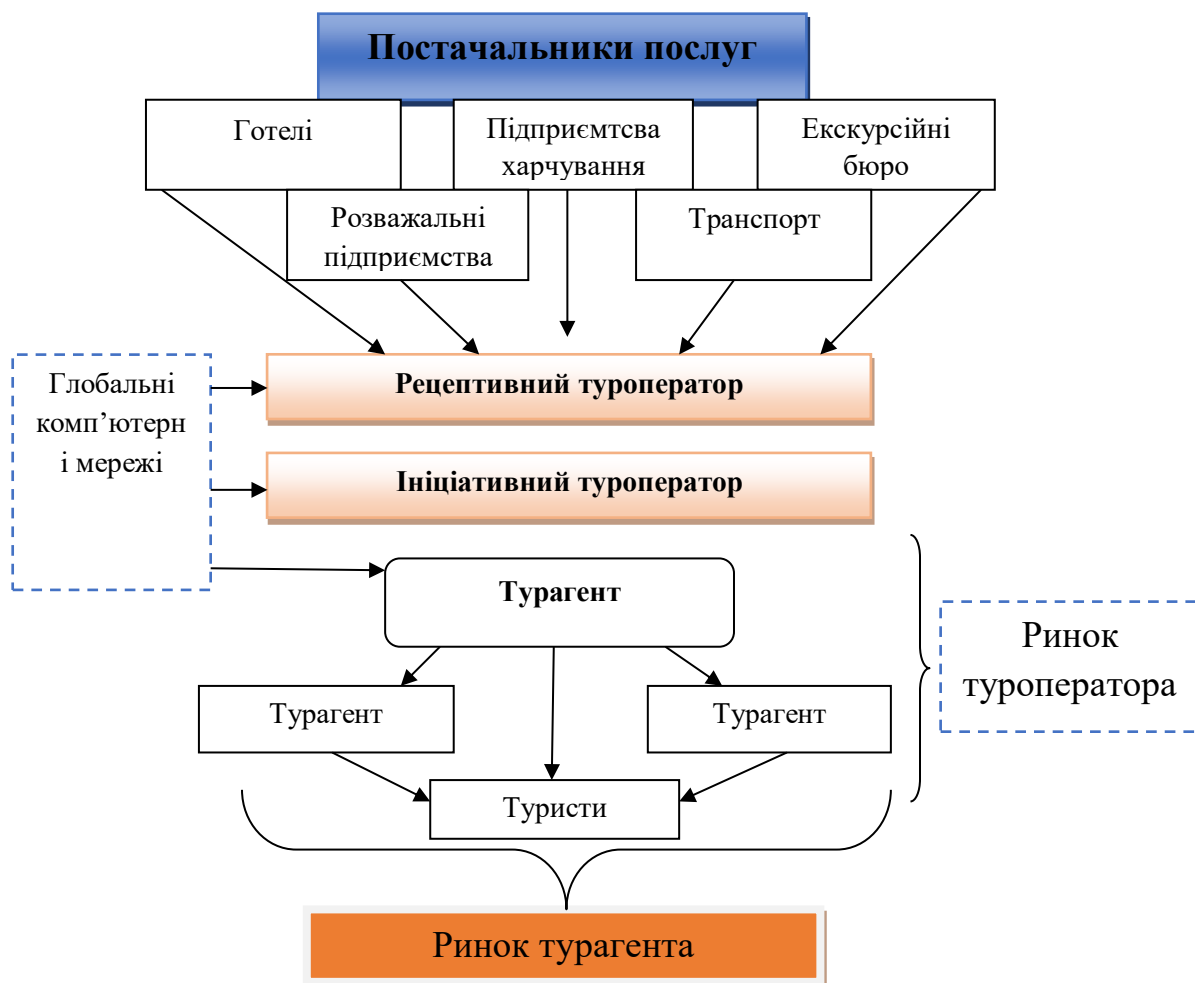 Постачальники послуг
Готелі
Підприємтсва
харчування
Екскурсійні
бюро
Розважальні
підприємства
Транспорт
Глобальні
комп’ютерн
і мережі
Рецептивний туроператор
Ініціативний туроператор
Турагент
Ринок
туроператора
Турагент
Турагент
Туристи
Ринок турагента